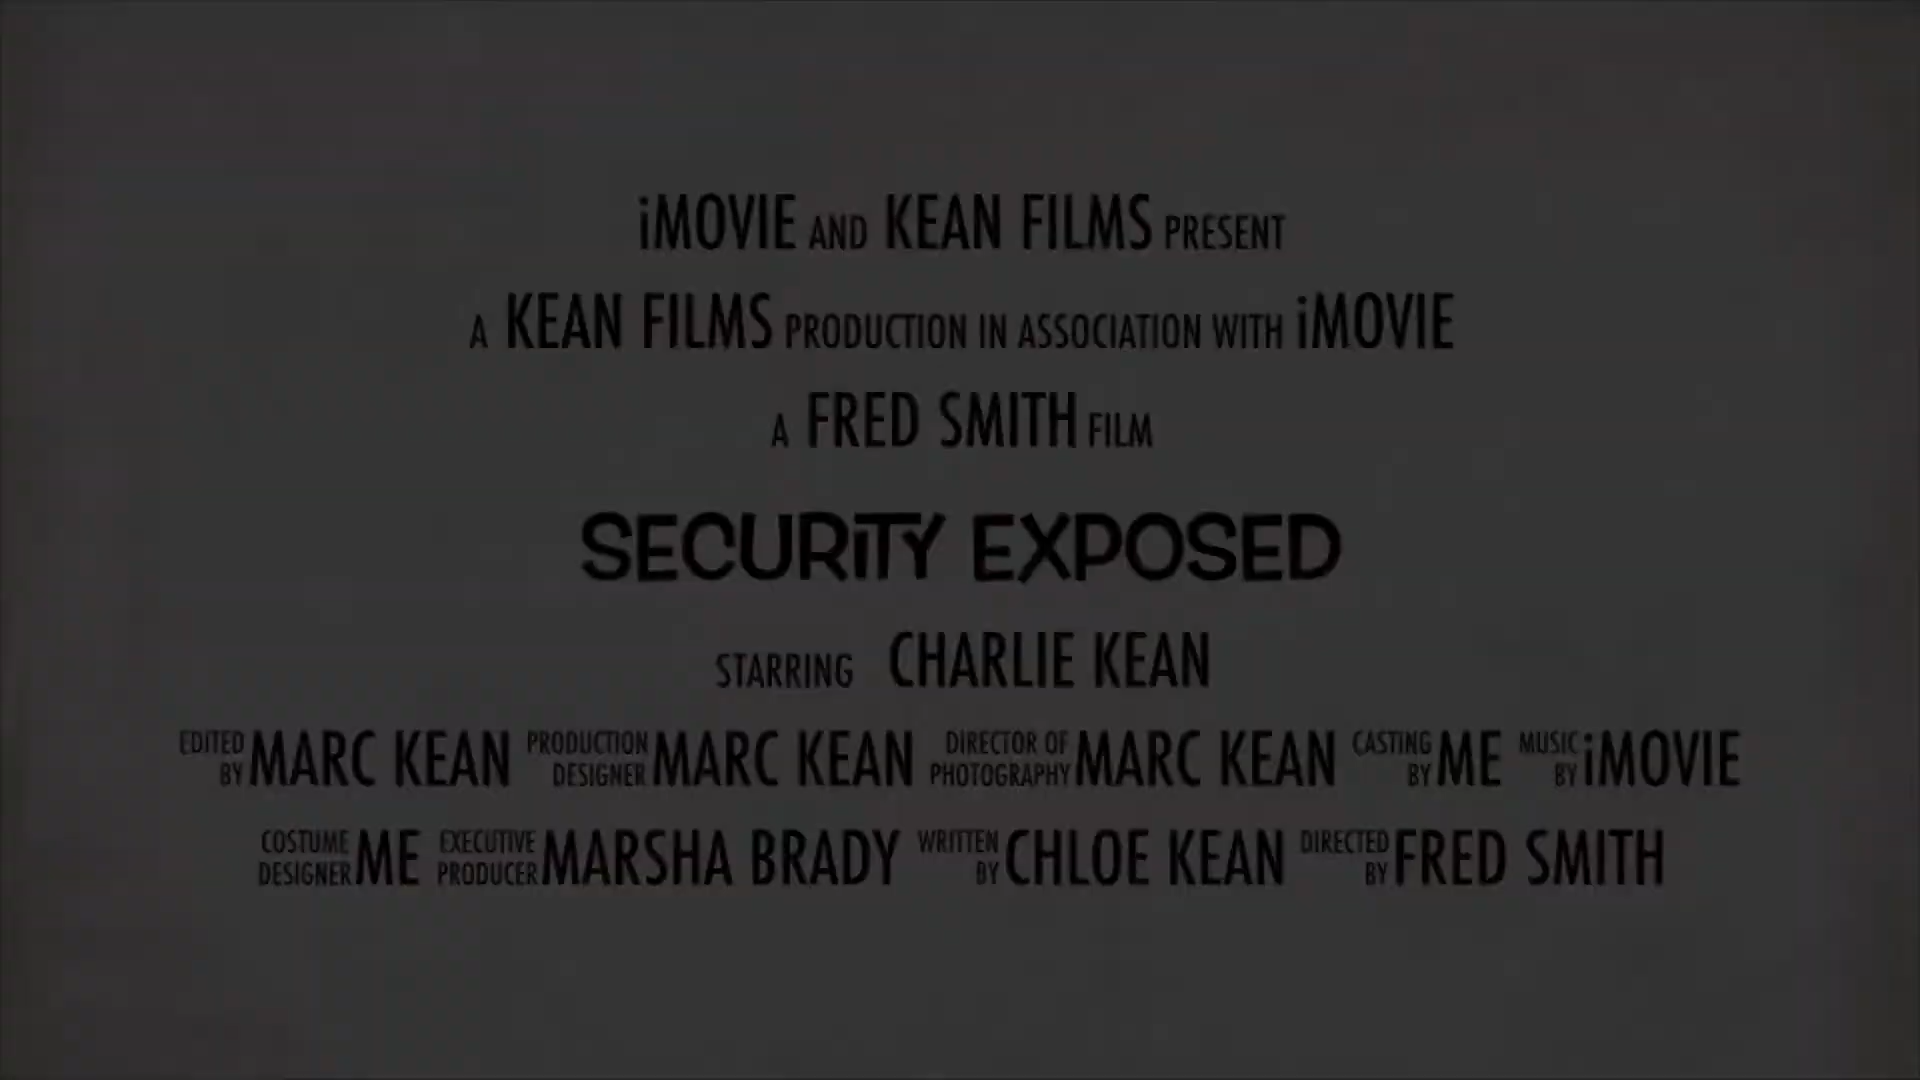 iMOVIE AND KEAN FILMS PRESENT
A KEAN FILMS PRODUCTION IN ASSOCIATION WITH iMOVIE
A FRED SMITH FILM
SECURiTY EXPOSED
STARRING CHARLIE KEAN
EDITED BY MARC KEAN PRODUCTION DESIGNER MARC KEAN DIRECTOR OF PHOTOGRAPHY MARC KEAN CASTING BY ME MUSIC BY iMOVIE
COSTUME DESIGNER ME EXECUTIVE PRODUCER MARSHA BRADY WRITTEN BY CHLOE KEAN DIRECTED BY FRED SMITH